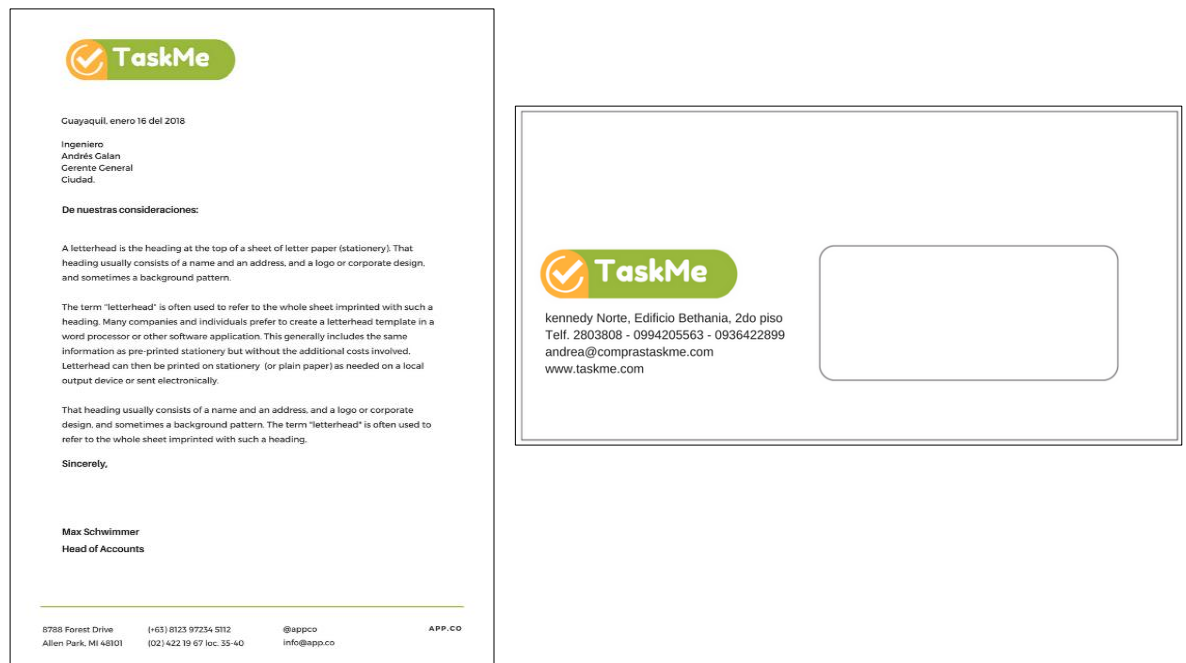 TaskMe
Guayaquil, enero 16 del 2018
Ingeniero
Andrés Galan
Gerente General
Ciudad.
De nuestras consideraciones:
A letterhead is the heading at the top of a sheet of letter paper (stationery). That
heading usually consists of a name and an address, and a logo or corporate design,
and sometimes a background pattern.
The term "letterhead" is often used to refer to the whole sheet imprinted with such a
heading. Many companies and individuals prefer to create a letterhead template in a
word processor or other software application. This generally includes the same
information as pre-printed stationery but without the additional costs involved.
Letterhead can then be printed on stationery (or plain paper) as needed on a local
output device or sent electronically.
That heading usually consists of a name and an address, and a logo or corporate
design, and sometimes a background pattern. The term "letterhead" is often used to
refer to the whole sheet imprinted with such a heading.
Sincerely,
Max Schwimmer
Head of Accounts
8788 Forest Drive
Allen Park, MI 48101
(+63) 8123 97234 5112
(02) 422 19 67 loc. 35-40
@appco
info@app.co
APP.CO
TaskMe
kennedy Norte, Edificio Bethania, 2do piso
Telf. 2803808 - 0994205563 - 0936422899
andrea@comprastaskme.com
www.taskme.com